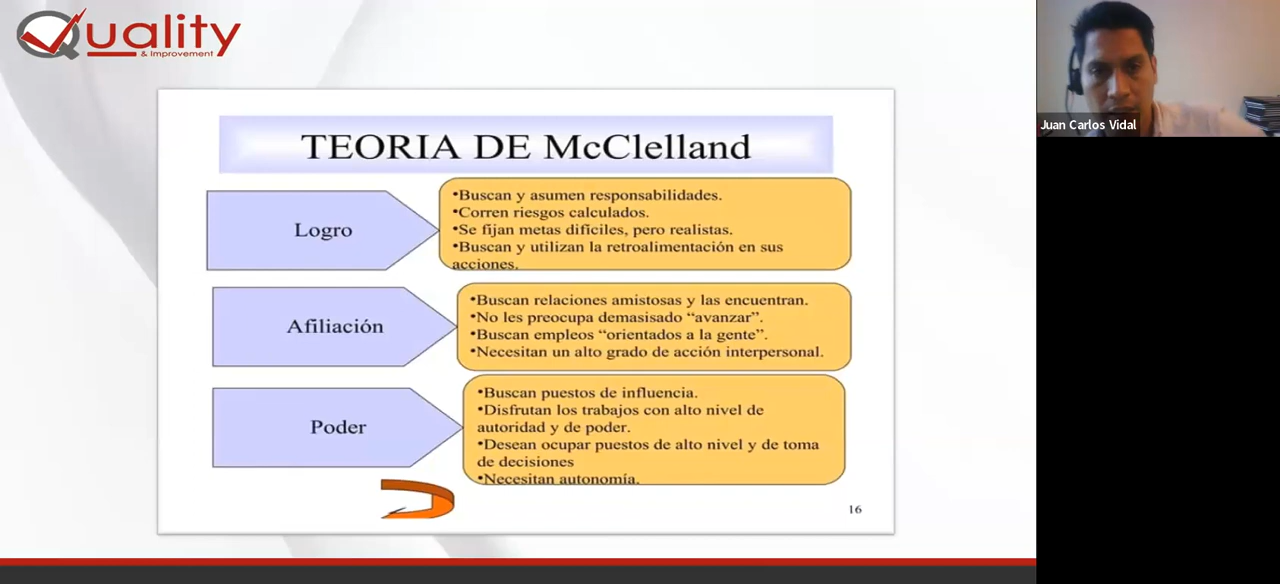 Quality
& Improvement
Juan Carlos Vidal
TEORIA DE McClelland
Logro
•Buscan y asumen responsabilidades.
•Corren riesgos calculados.
•Se fijan metas dificiles, pero realistas.
•Buscan y utilizan la retroalimentación en sus
acciones.
Afiliación
•Buscan relaciones amistosas y las encuentran.
•No les preocupa demasisado “avanzar”.
•Buscan empleos “orientados a la gente”.
•Necesitan un alto grado de acción interpersonal.
Poder
•Buscan puestos de influencia.
•Disfrutan los trabajos con alto nivel de
autoridad y de poder.
•Desean ocupar puestos de alto nivel y de toma
de decisiones
•Necesitan autonomía.
16